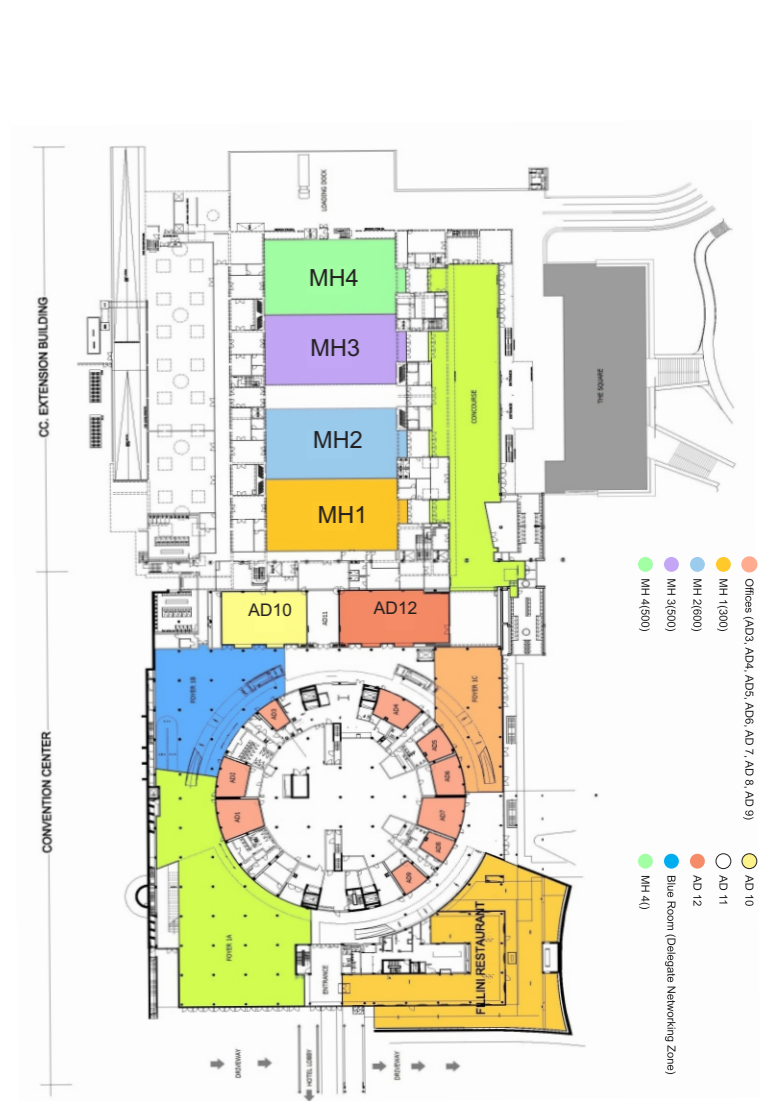 LOADING DOCK
MH4
MH3
MH2
MH1
CONCOURSE
THE SQUARE
CC. EXTENSION BUILDING
CONVENTION CENTER
AD10
AD11
AD12
FOYER 1B
FOYER 1C
AD3
AD4
AD5
AD2
AD6
AD1
AD7
AD8
AD9
FOYER 1A
ENTRANCE
FILLINI RESTAURANT
DRIVEWAY
HOTEL LOBBY
DRIVEWAY
Offices (AD3, AD4, AD5, AD6, AD 7, AD 8, AD 9)
MH 1(300)
MH 2(600)
MH 3(500)
MH 4(500)
AD 10
AD 11
AD 12
Blue Room (Delegate Networking Zone)
MH 4()